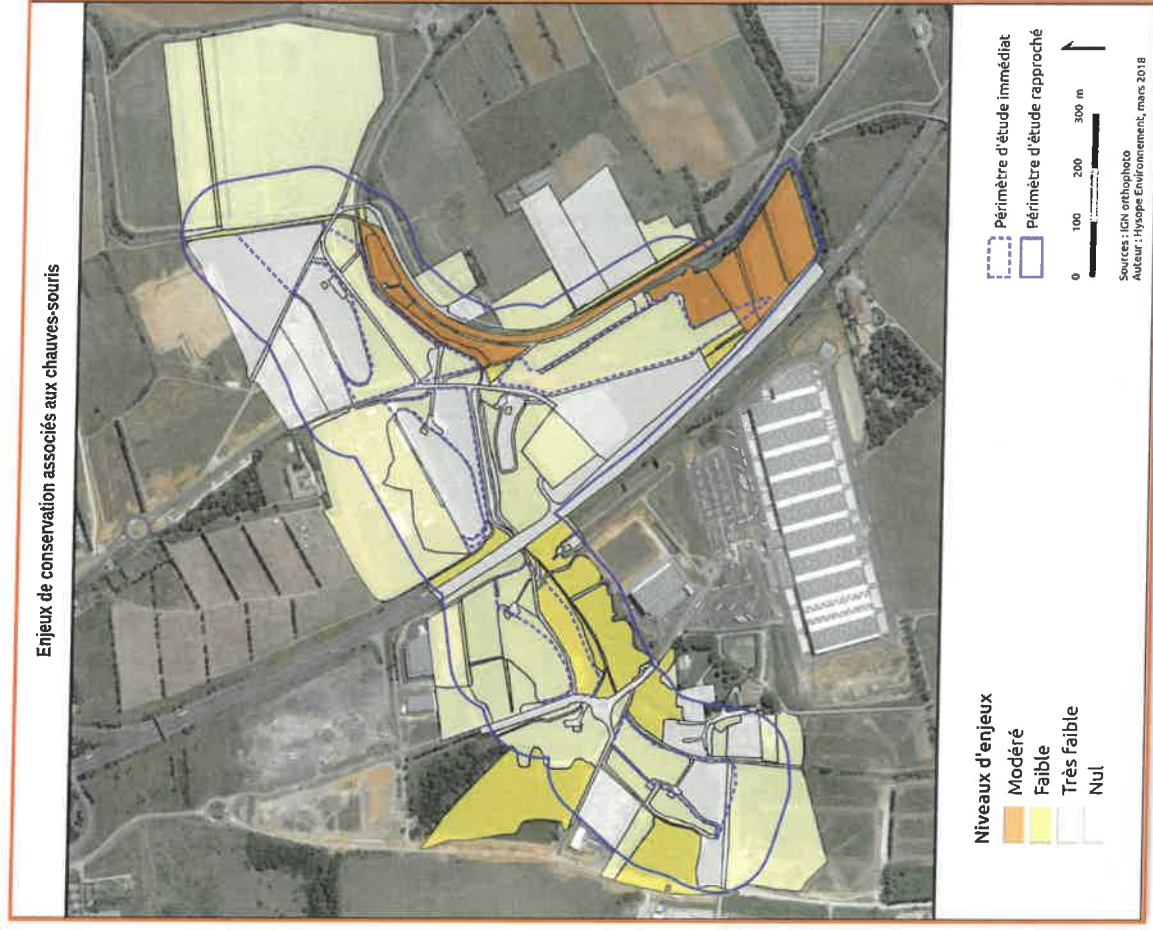 Enjeux de conservation associés aux chauves-souris
Niveaux d'enjeux
Modéré
Faible
Très faible
Nul
Périmètre d'étude immédiat
Périmètre d'étude rapproché
0 100 200 300 m
Sources : IGN orthophoto
Auteur : Hysope Environnement, mars 2018